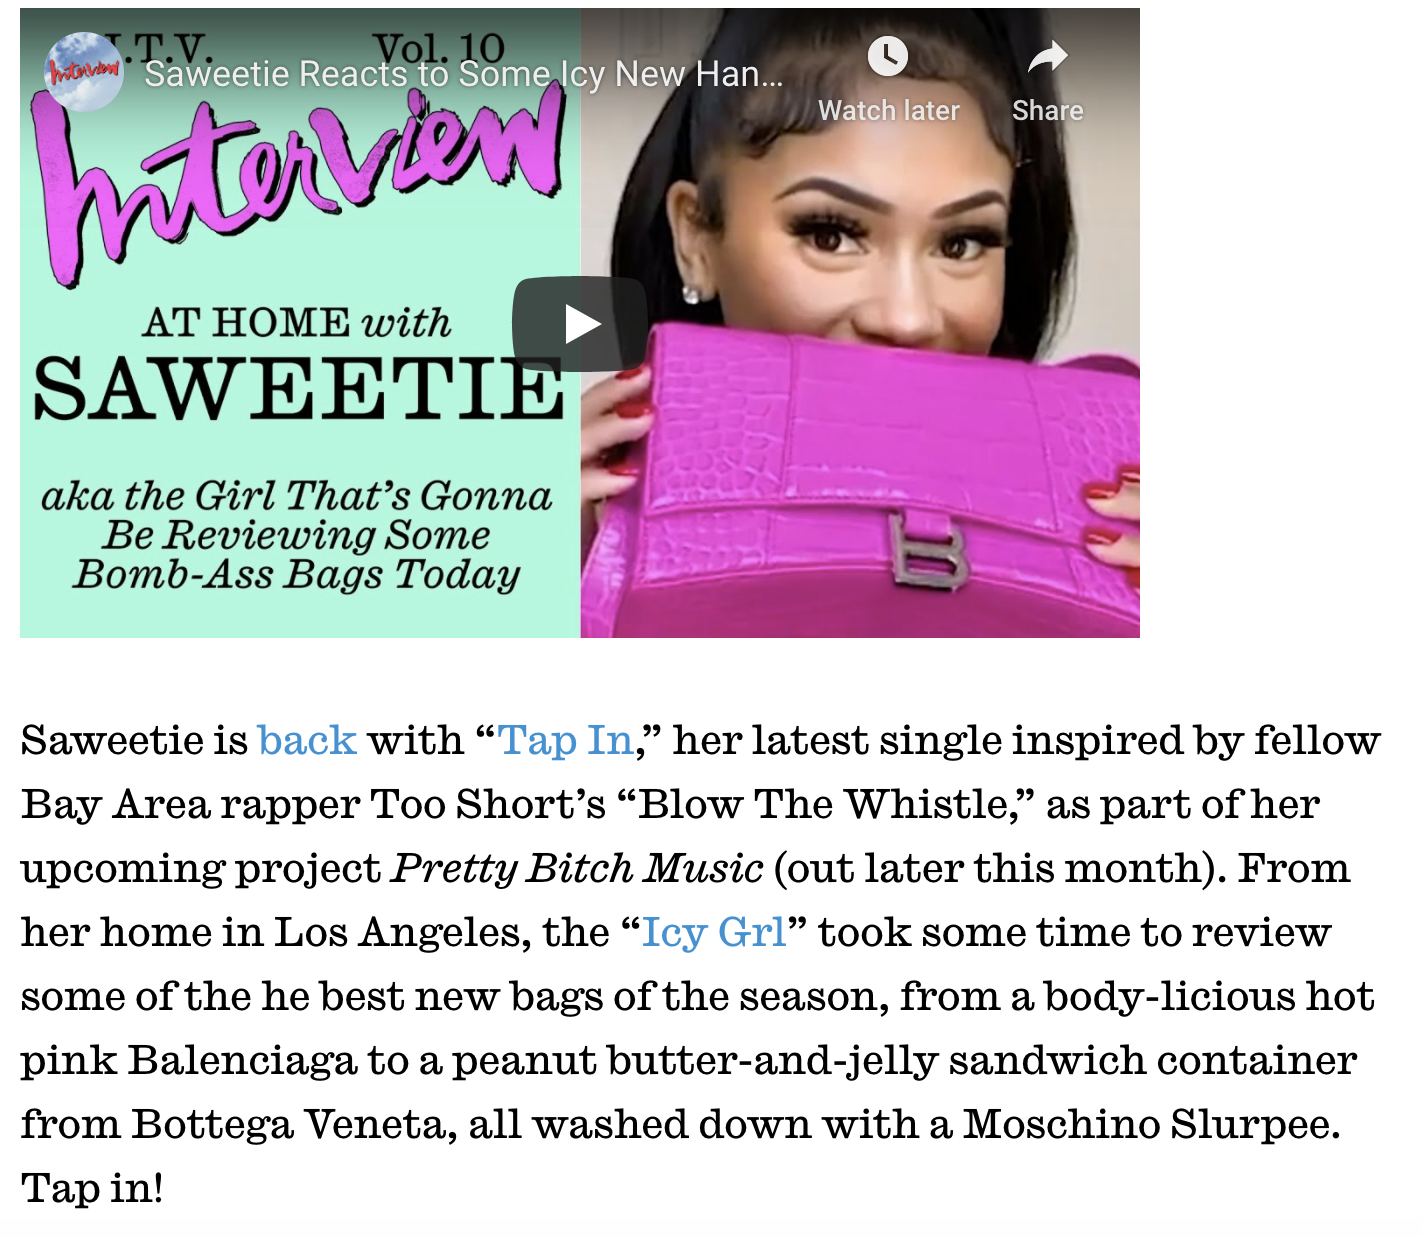 I.T.V.
Vol. 10
Interview
Saweetie Reacts to Some Icy New Han...
Watch later
Share
Interview
AT HOME with
SAWEETIE
aka the Girl That's Gonna
Be Reviewing Some
Bomb-Ass Bags Today
B
Saweetie is back with “Tap In,” her latest single inspired by fellow
Bay Area rapper Too Short’s “Blow The Whistle,” as part of her
upcoming project Pretty Bitch Music (out later this month). From
her home in Los Angeles, the “Icy Grl” took some time to review
some of the he best new bags of the season, from a body-licious hot
pink Balenciaga to a peanut butter-and-jelly sandwich container
from Bottega Veneta, all washed down with a Moschino Slurpee.
Tap in!